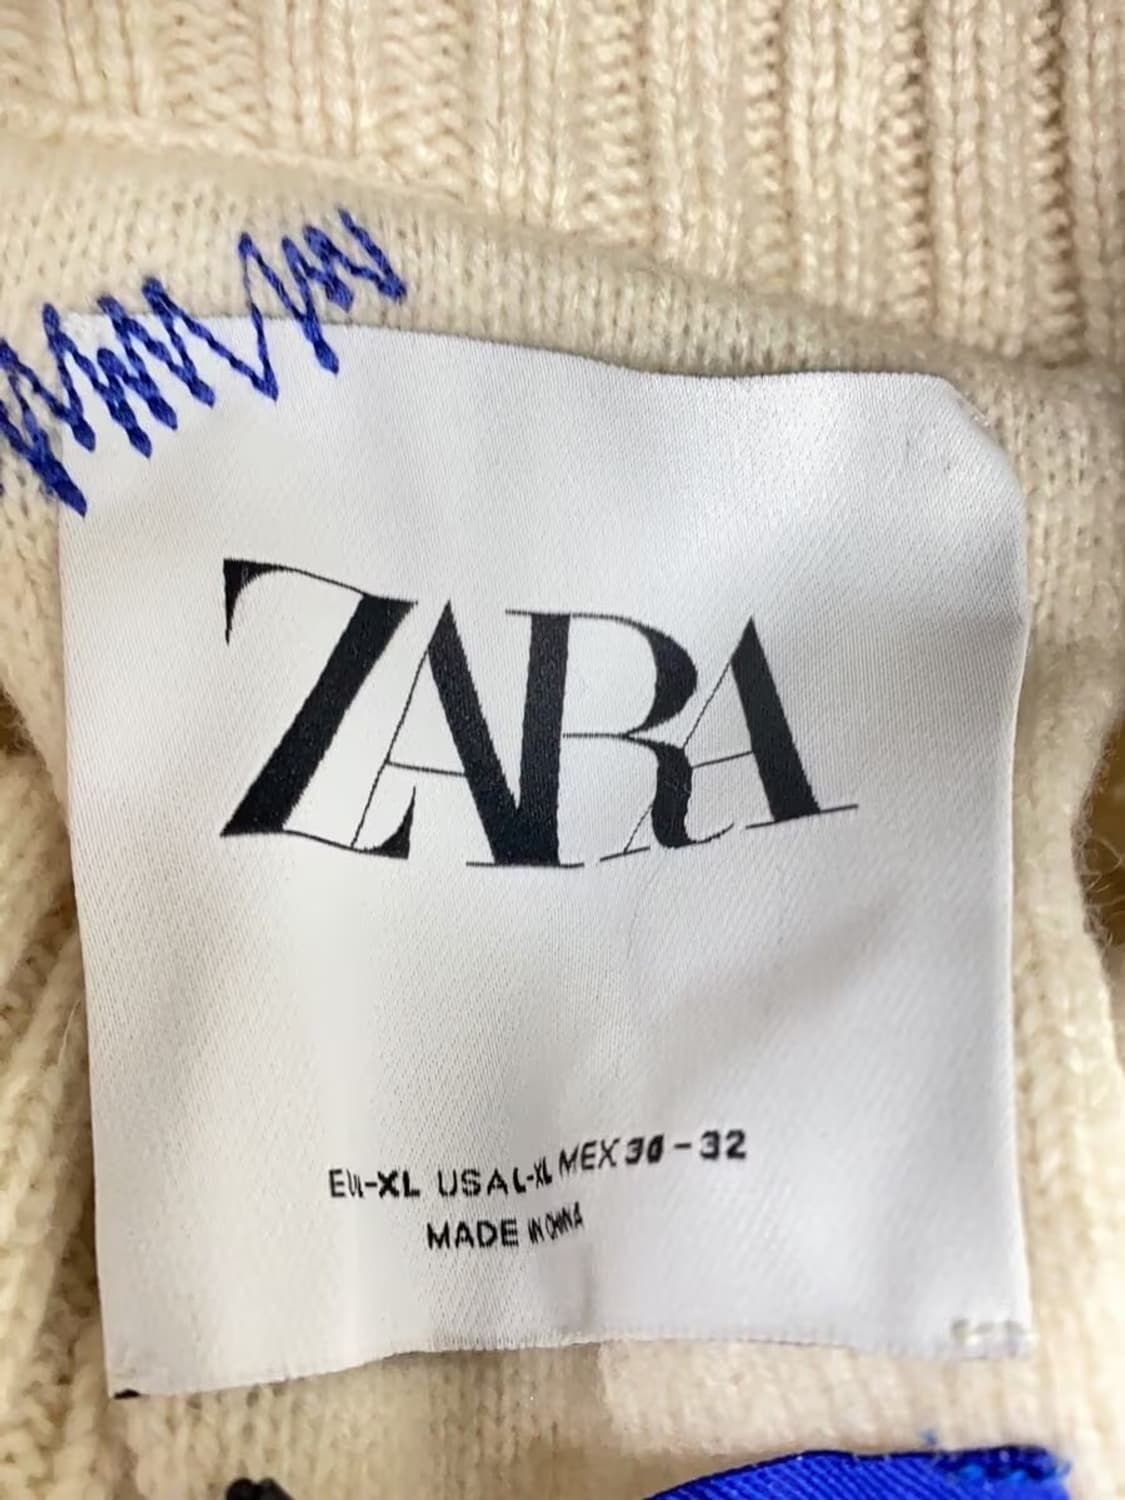 ZARA
EU L-XL USA L-XL MEX 30-32
MADE IN CHINA